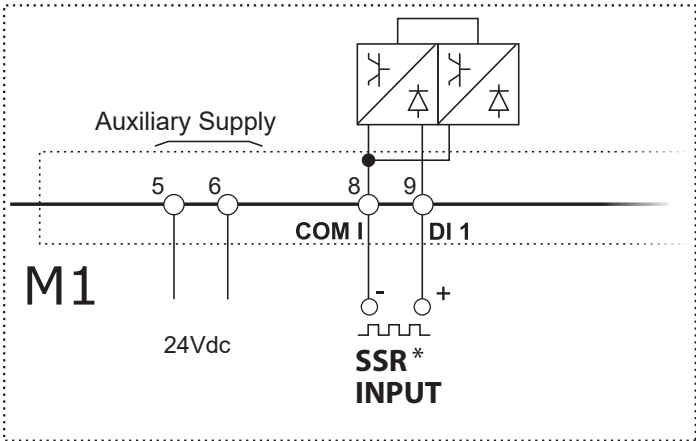 Auxiliary Supply
5 6 8 9
COM I DI 1
M1
- +
24Vdc
SSR*
INPUT